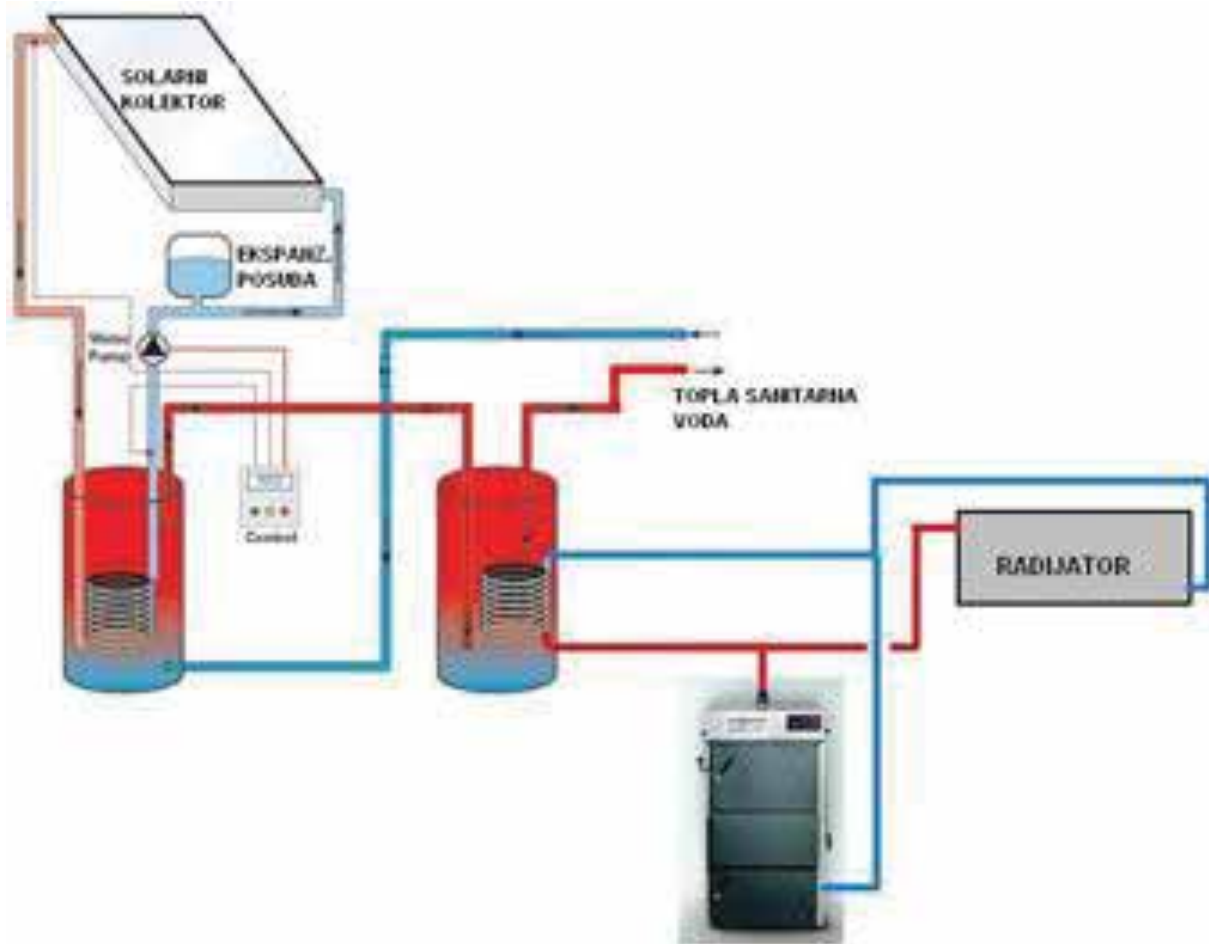 SOLARNI
KOLEKTOR
EKSPANZ.
POSUDA
Water
Pump
TOPLA SANITARNA
VODA
Control
RADIJATOR